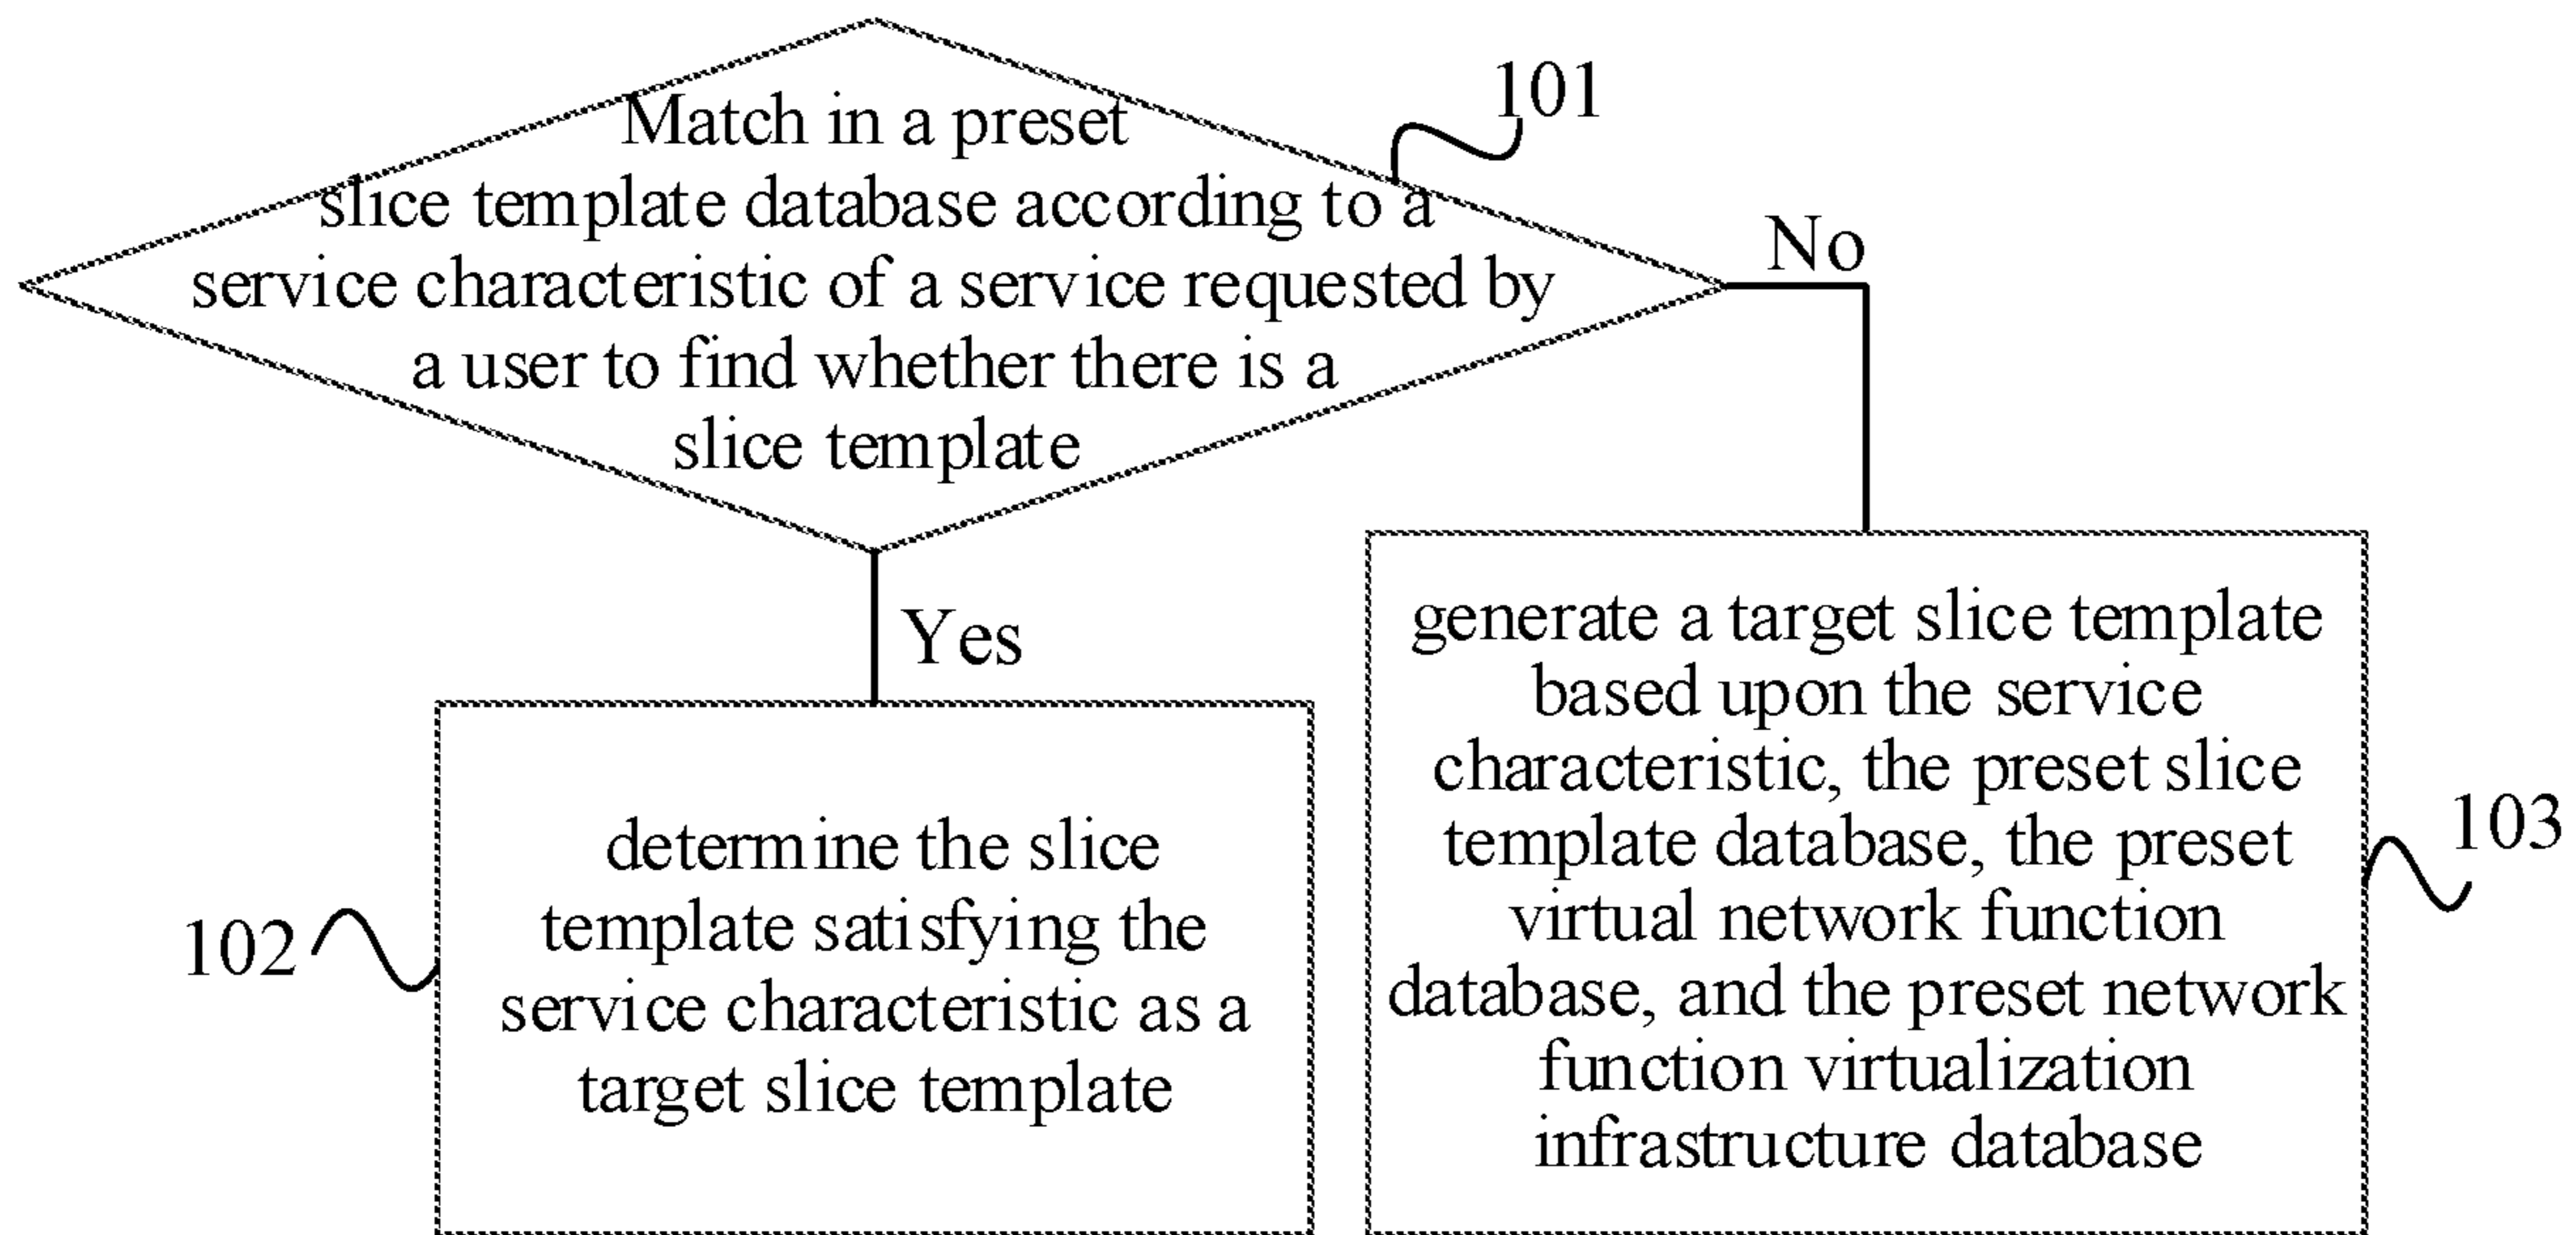 101
Match in a preset
slice template database according to a
service characteristic of a service requested by
a user to find whether there is a
slice template
No
Yes
102
determine the slice
template satisfying the
service characteristic as a
target slice template
103
generate a target slice template
based upon the service
characteristic, the preset slice
template database, the preset
virtual network function
database, and the preset network
function virtualization
infrastructure database